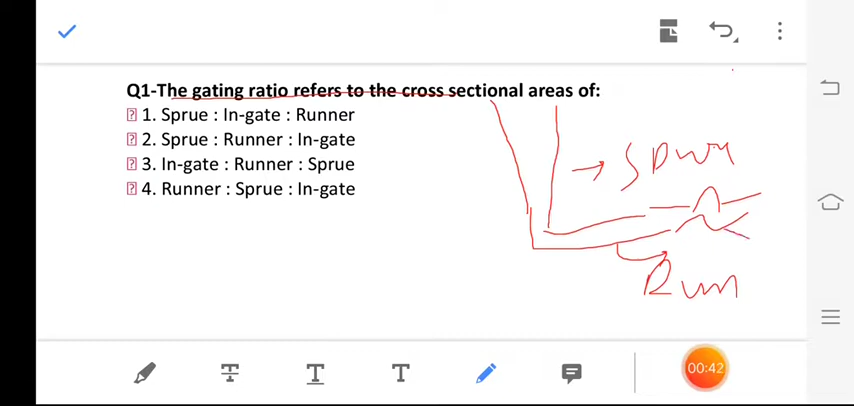 Q1-The gating ratio refers to the cross sectional areas of:
1. Sprue : In-gate : Runner
2. Sprue : Runner : In-gate
3. In-gate : Runner : Sprue
4. Runner : Sprue : In-gate
Run
T T T
00:42